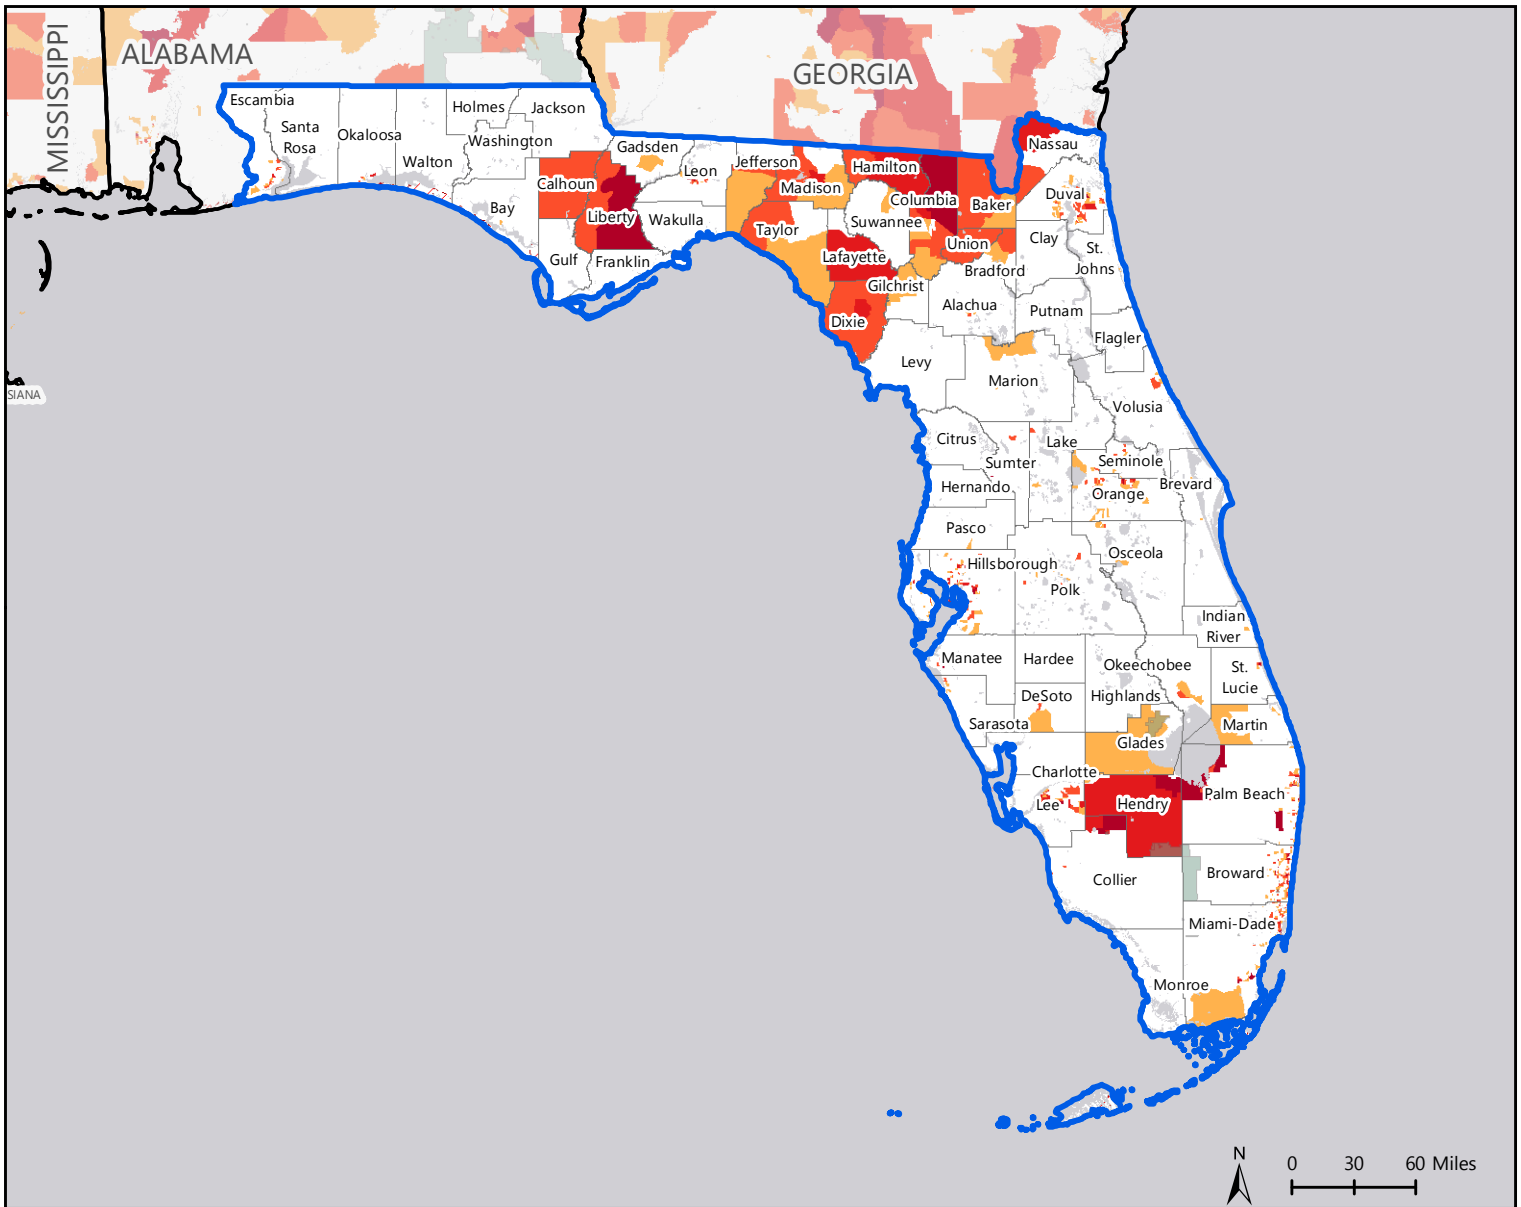 MISSISSIPPI
ALABAMA
GEORGIA
Escambia
Santa
Rosa
Okaloosa
Walton
Holmes
Jackson
Washington
Bay
Calhoun
Gulf
Liberty
Franklin
Gadsden
Leon
Wakulla
Jefferson
Madison
Taylor
Hamilton
Suwannee
Columbia
Lafayette
Dixie
Gilchrist
Baker
Union
Bradford
Nassau
Duval
Clay
St.
Johns
Alachua
Putnam
Flagler
Levy
Marion
Volusia
SIANA
Citrus
Sumter
Lake
Seminole
Hernando
Orange
Brevard
Pasco
Osceola
Hillsborough
Polk
Indian
River
Manatee
Hardee
Okeechobee
St.
Lucie
DeSoto
Highlands
Sarasota
Martin
Glades
Charlotte
Lee
Hendry
Palm Beach
Collier
Broward
Miami-Dade
Monroe
N
0 30 60 Miles